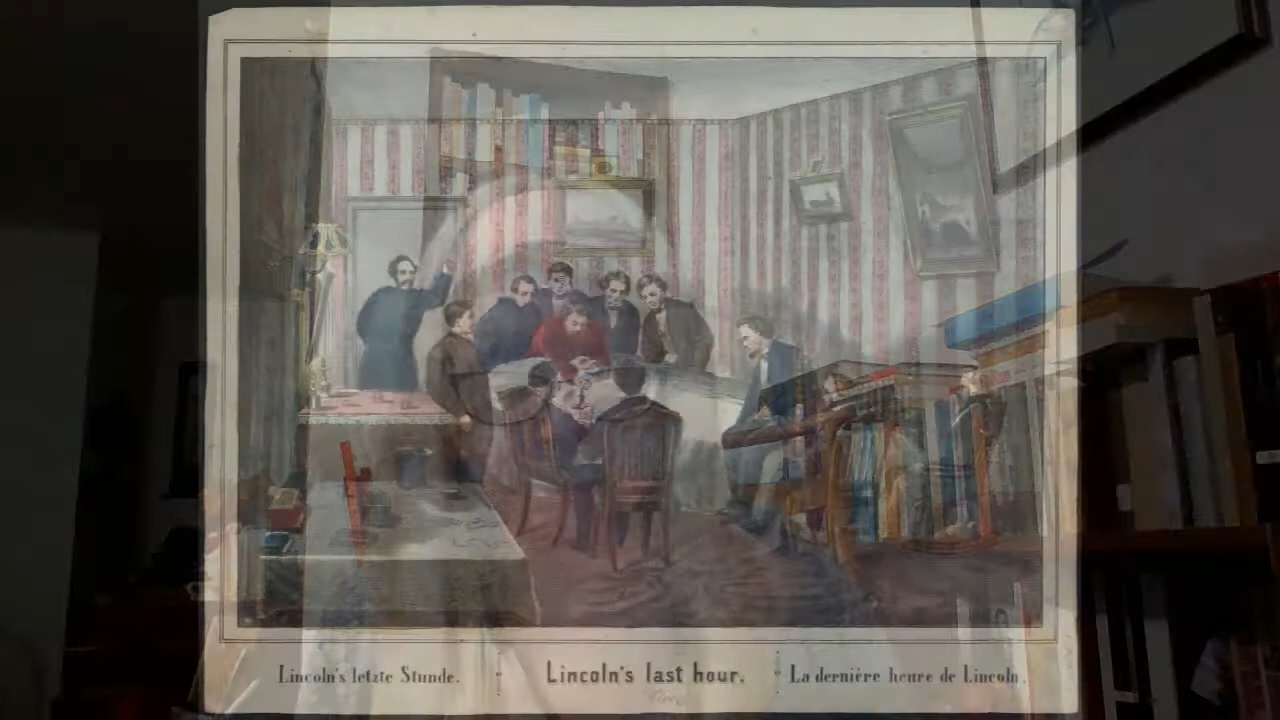 Lincoln's letzte Stunde.
Lincoln's last hour.
La dernière heure de Lincoln.